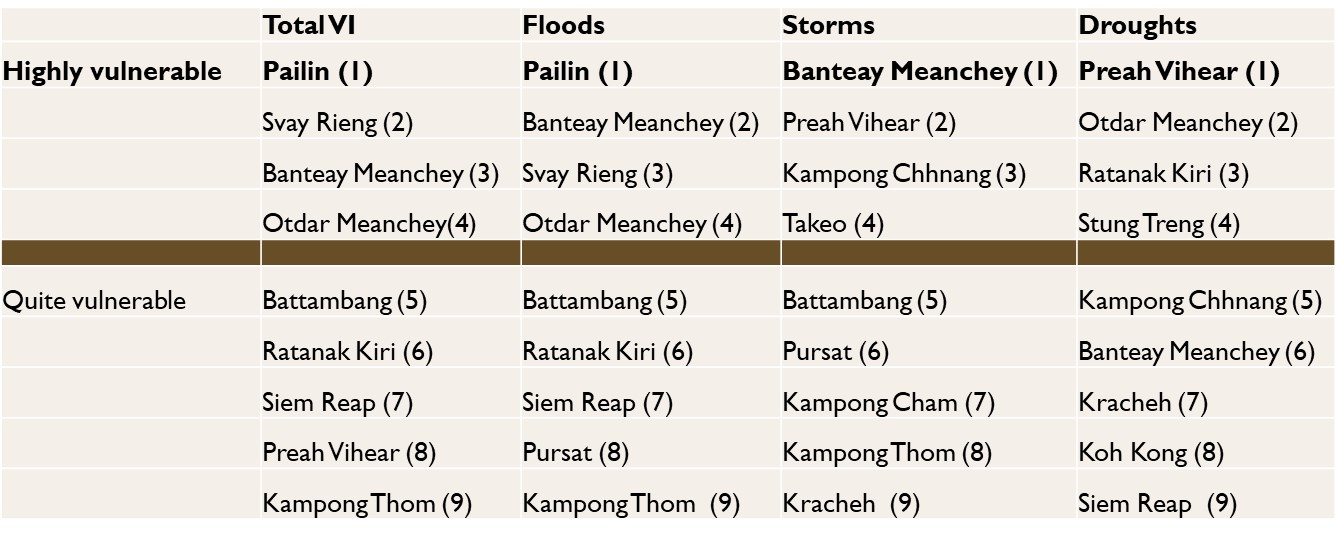 Total VI Floods Storms Droughts
Highly vulnerable Pailin (1) Pailin (1) Banteay Meanchey (1) Preah Vihear (1)
Svay Rieng (2) Banteay Meanchey (2) Preah Vihear (2) Otdar Meanchey (2)
Banteay Meanchey (3) Svay Rieng (3) Kampong Chhnang (3) Ratanak Kiri (3)
Otdar Meanchey(4) Otdar Meanchey (4) Takeo (4) Stung Treng (4)
Quite vulnerable Battambang (5) Battambang (5) Battambang (5) Kampong Chhnang (5)
Ratanak Kiri (6) Ratanak Kiri (6) Pursat (6) Banteay Meanchey (6)
Siem Reap (7) Siem Reap (7) Kampong Cham (7) Kracheh (7)
Preah Vihear (8) Pursat (8) Kampong Thom (8) Koh Kong (8)
Kampong Thom (9) Kampong Thom (9) Kracheh (9) Siem Reap (9)